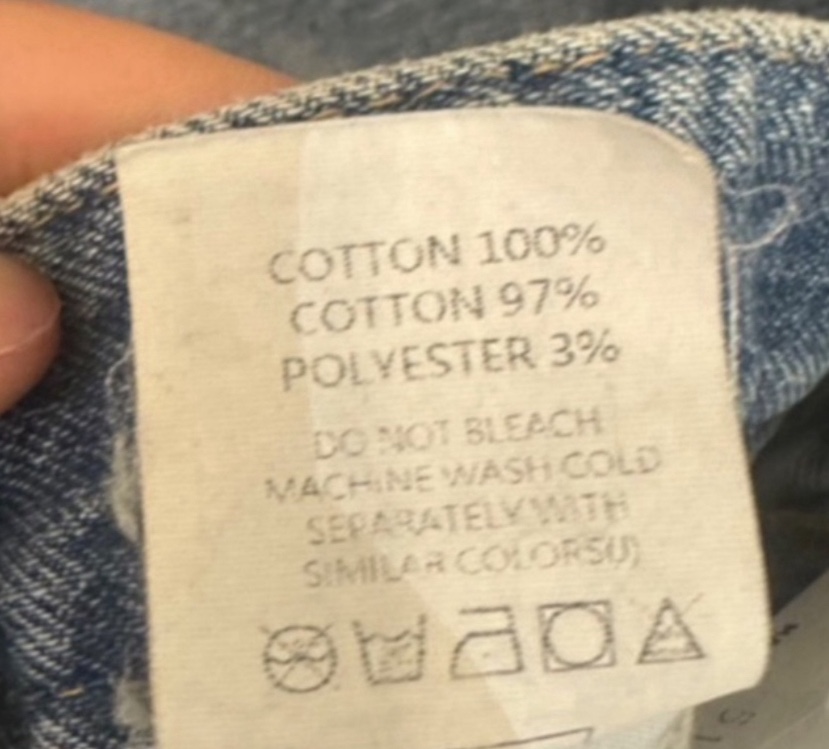 COTTON 100%
COTTON 97%
POLYESTER 3%
DO NOT BLEACH
MACHINE WASH COLD
SEPARATELY WITH
SIMILAR COLORS(J)